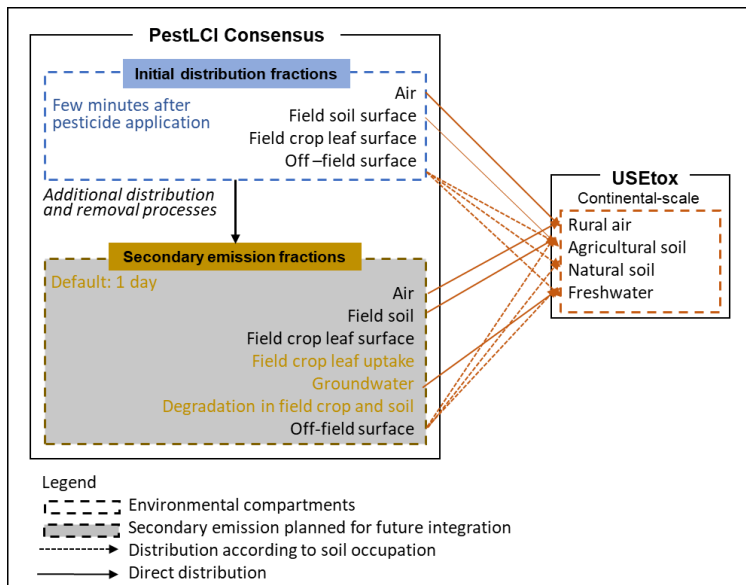 PestLCI Consensus
Initial distribution fractions
Few minutes after
pesticide application
Air
Field soil surface
Field crop leaf surface
Off –field surface
Additional distribution
and removal processes
Secondary emission fractions
Default: 1 day
Air
Field soil
Field crop leaf surface
Field crop leaf uptake
Groundwater
Degradation in field crop and soil
Off-field surface
USEtox
Continental-scale
Rural air
Agricultural soil
Natural soil
Freshwater
Legend
Environmental compartments
Secondary emission planned for future integration
Distribution according to soil occupation
Direct distribution